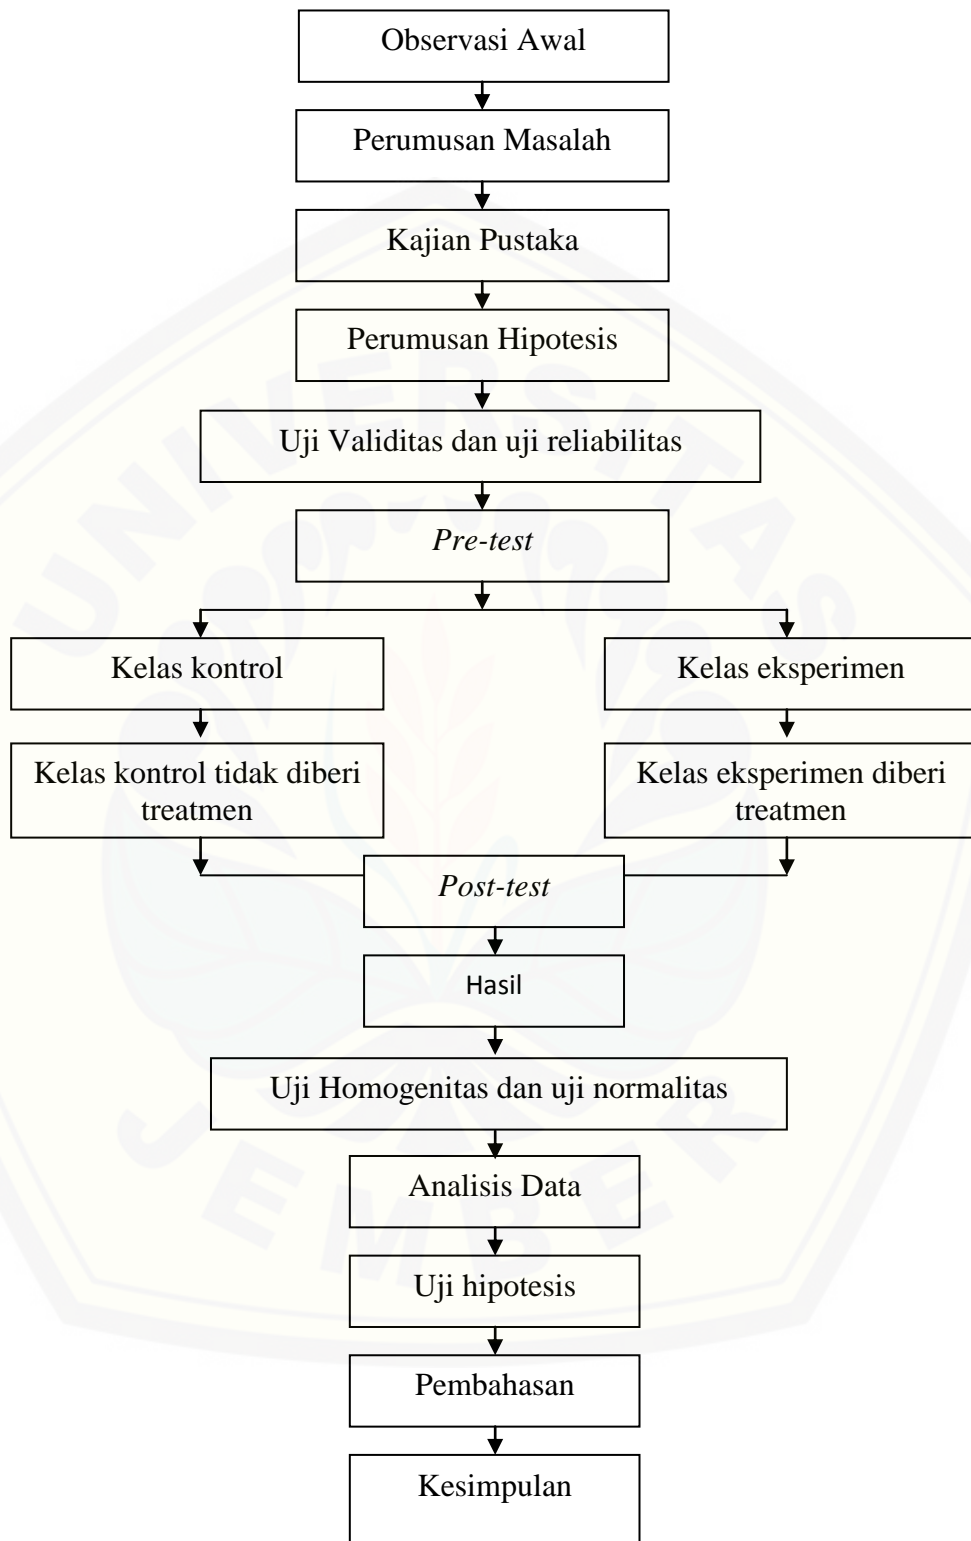 Observasi Awal
Perumusan Masalah
Kajian Pustaka
Perumusan Hipotesis
Uji Validitas dan uji reliabilitas
Pre-test
Kelas kontrol
Kelas eksperimen
Kelas kontrol tidak diberi
treatmen
Kelas eksperimen diberi
treatmen
Post-test
Hasil
Uji Homogenitas dan uji normalitas
Analisis Data
Uji hipotesis
Pembahasan
Kesimpulan
UNIVERSITAS
JEMBER